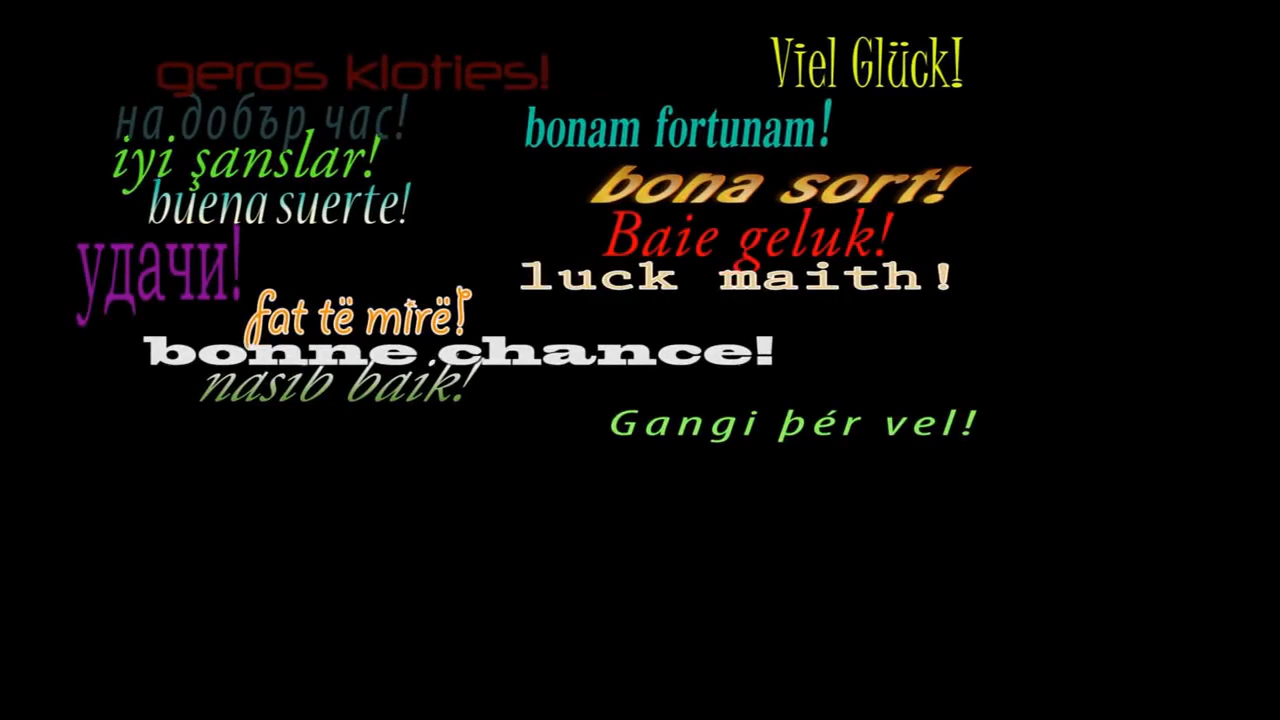 geros kloties!
Viel Glück!
на добър час!
bonam fortunam!
iyi şanslar!
bona sort!
buena suerte!
Baie geluk!
удачи!
luck maith!
fat të mirë!
bonne chance!
nasib baik!
Gangi þér vel!